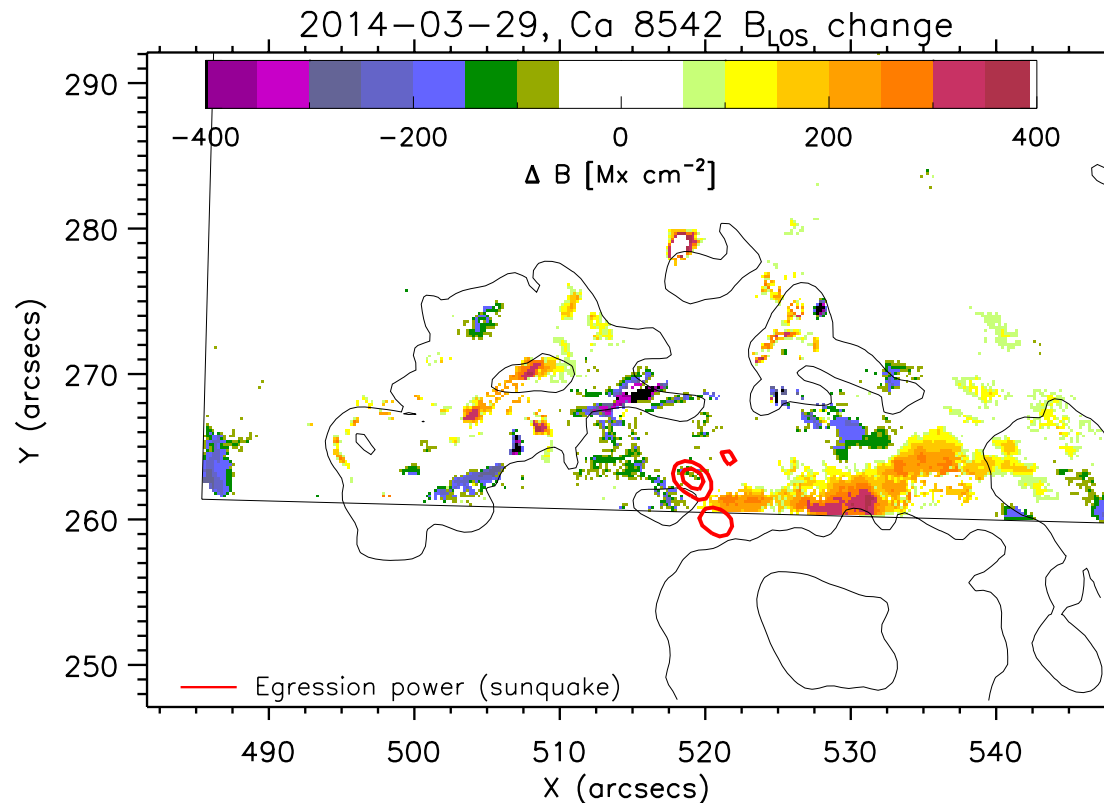 2014-03-29, Ca 8542 B_LOS change
290
280
270
260
250
Y (arcsecs)
−400 −200 0 200 400
Δ B [Mx cm⁻²]
Egression power (sunquake)
490 500 510 520 530 540
X (arcsecs)